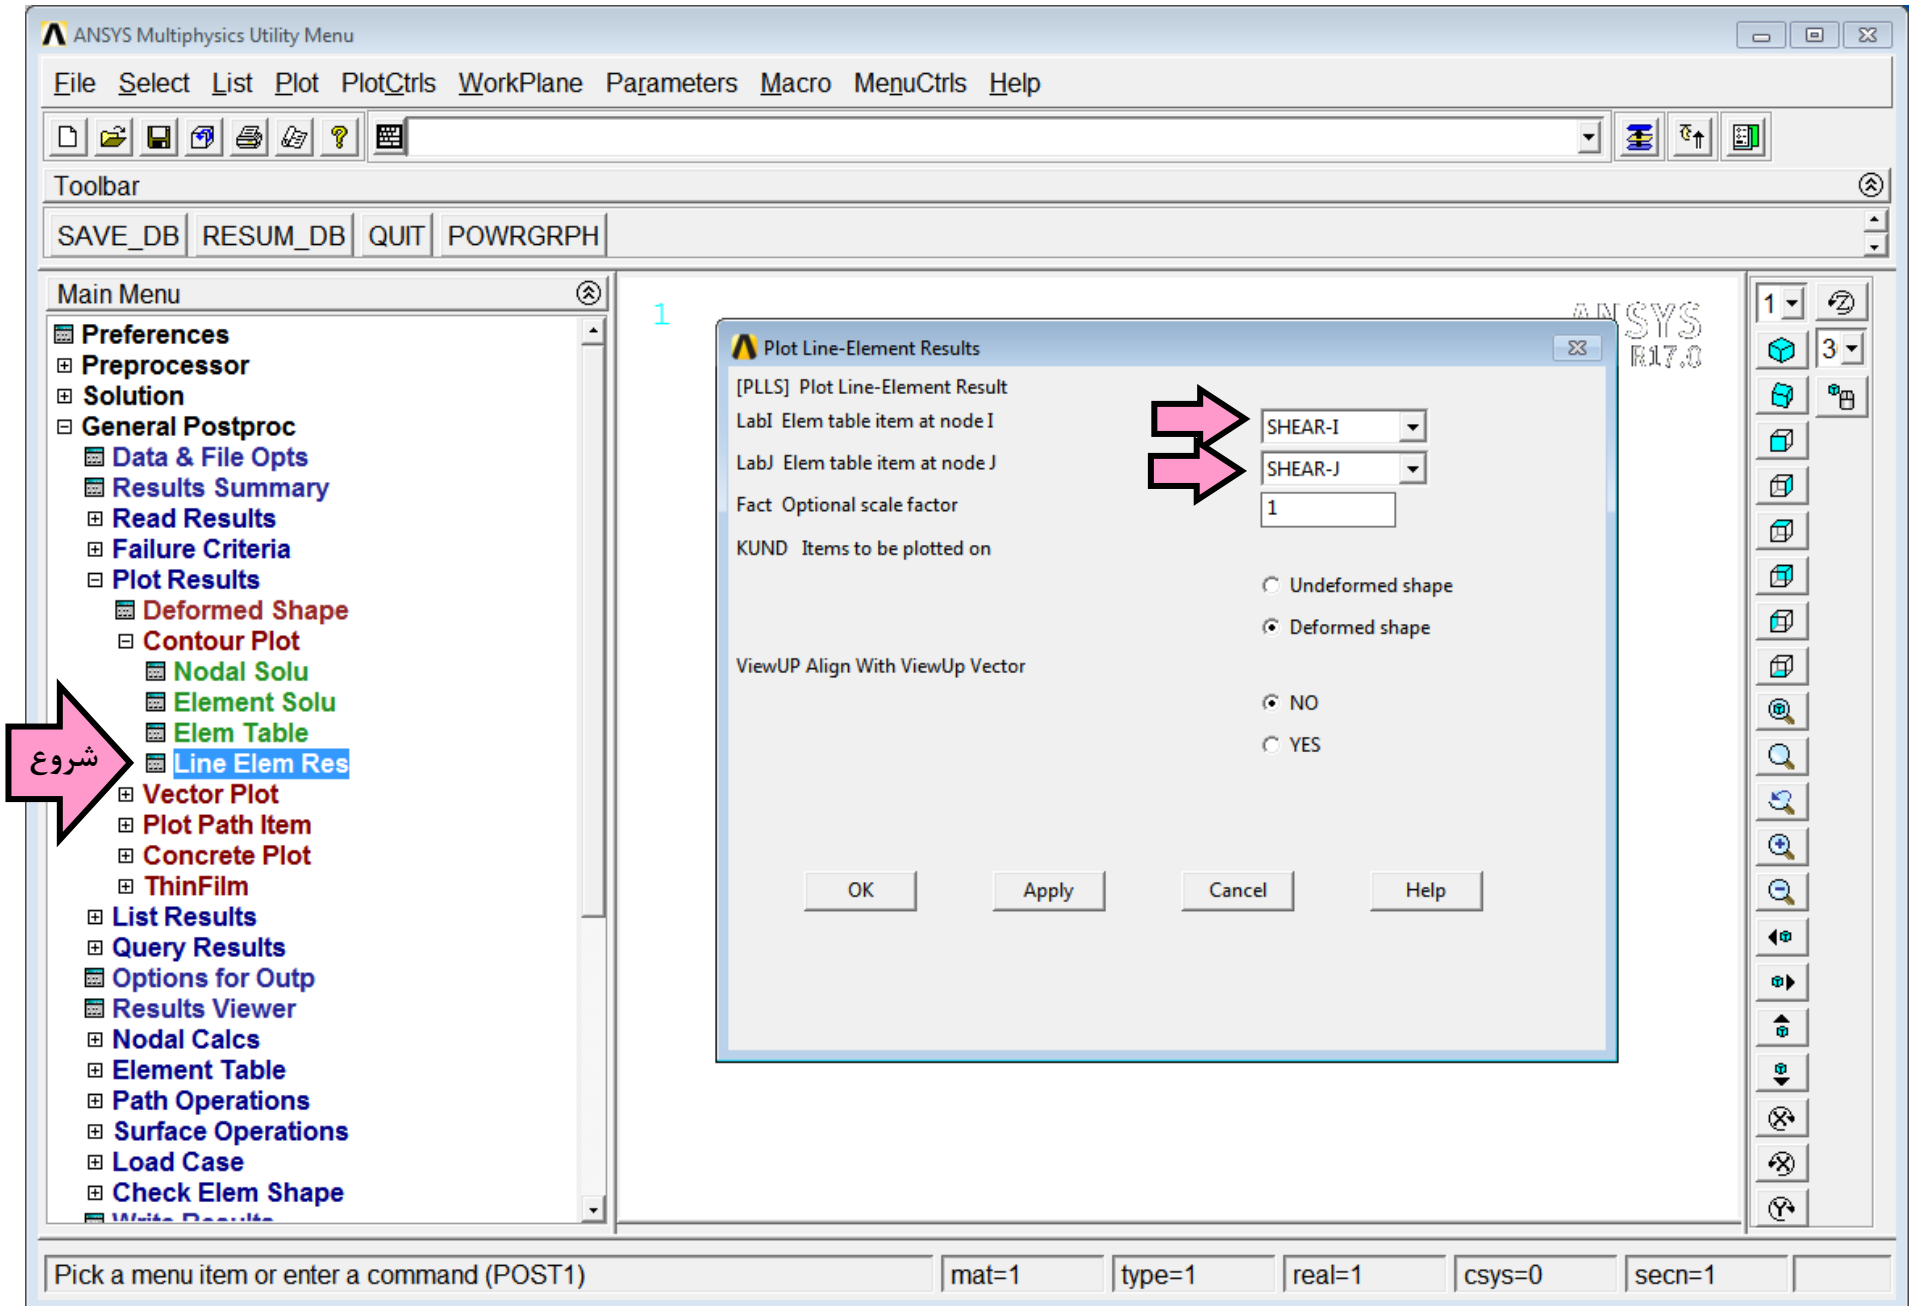 ANSYS Multiphysics Utility Menu
File Select List Plot PlotCtrls WorkPlane Parameters Macro MenuCtrls Help
Toolbar
SAVE_DB RESUM_DB QUIT POWRGRPH
Main Menu
Preferences
Preprocessor
Solution
General Postproc
Data & File Opts
Results Summary
Read Results
Failure Criteria
Plot Results
Deformed Shape
Contour Plot
Nodal Solu
Element Solu
Elem Table
شروع
Line Elem Res
Vector Plot
Plot Path Item
Concrete Plot
ThinFilm
List Results
Query Results
Options for Outp
Results Viewer
Nodal Calcs
Element Table
Path Operations
Surface Operations
Load Case
Check Elem Shape
Write Results
1
ANSYS
R17.0
Plot Line-Element Results
[PLLS] Plot Line-Element Result
LabI Elem table item at node I SHEAR-I
LabJ Elem table item at node J SHEAR-J
Fact Optional scale factor 1
KUND Items to be plotted on
Undeformed shape
Deformed shape
ViewUP Align With ViewUp Vector
NO
YES
OK Apply Cancel Help
1
3
Pick a menu item or enter a command (POST1) mat=1 type=1 real=1 csys=0 secn=1